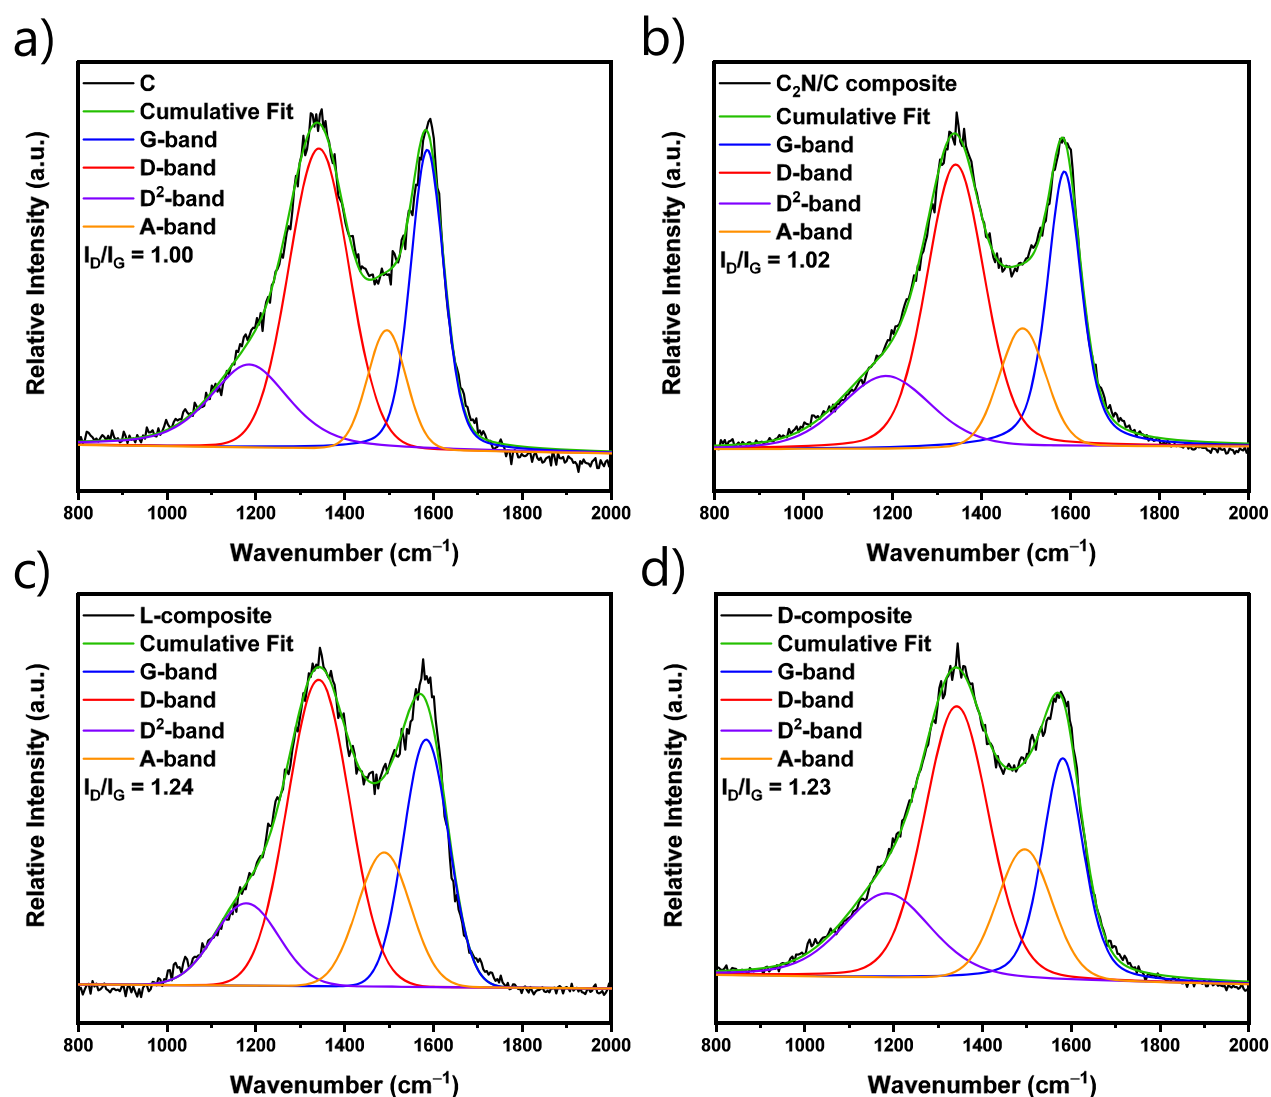 a)
C
Cumulative Fit
G-band
D-band
D²-band
A-band
I_D/I_G = 1.00
Relative Intensity (a.u.)
800 1000 1200 1400 1600 1800 2000
Wavenumber (cm⁻¹)
b)
C₂N/C composite
Cumulative Fit
G-band
D-band
D²-band
A-band
I_D/I_G = 1.02
Relative Intensity (a.u.)
800 1000 1200 1400 1600 1800 2000
Wavenumber (cm⁻¹)
c)
L-composite
Cumulative Fit
G-band
D-band
D²-band
A-band
I_D/I_G = 1.24
Relative Intensity (a.u.)
800 1000 1200 1400 1600 1800 2000
Wavenumber (cm⁻¹)
d)
D-composite
Cumulative Fit
G-band
D-band
D²-band
A-band
I_D/I_G = 1.23
Relative Intensity (a.u.)
800 1000 1200 1400 1600 1800 2000
Wavenumber (cm⁻¹)